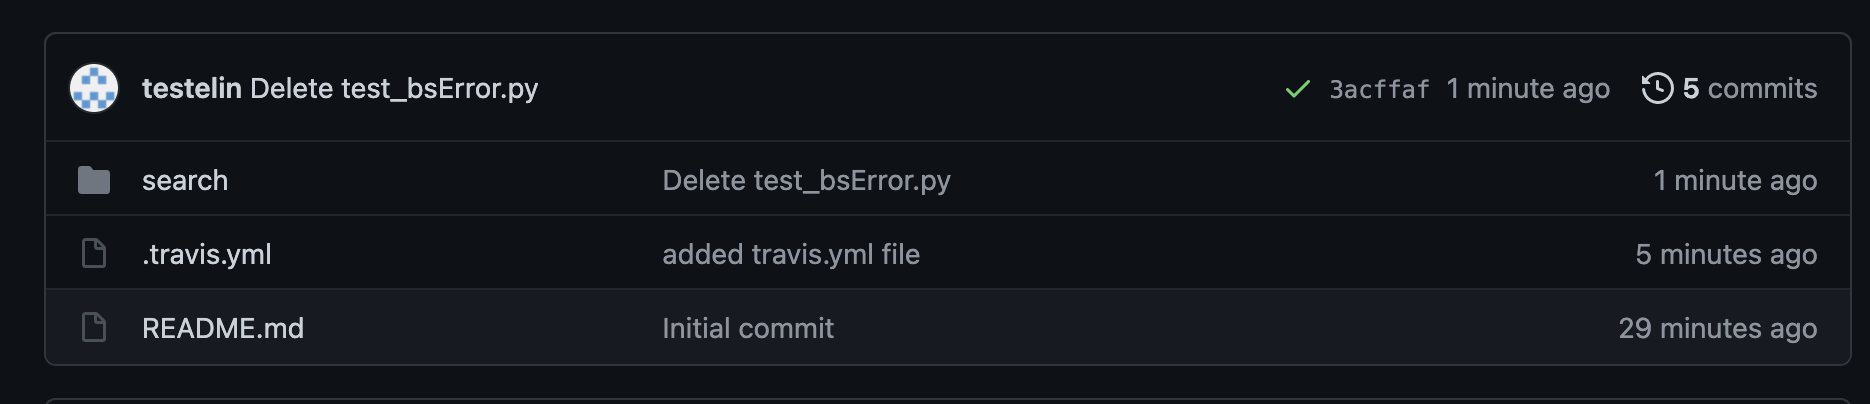 testelin Delete test_bsError.py 3acffaf 1 minute ago 5 commits
search Delete test_bsError.py 1 minute ago
.travis.yml added travis.yml file 5 minutes ago
README.md Initial commit 29 minutes ago